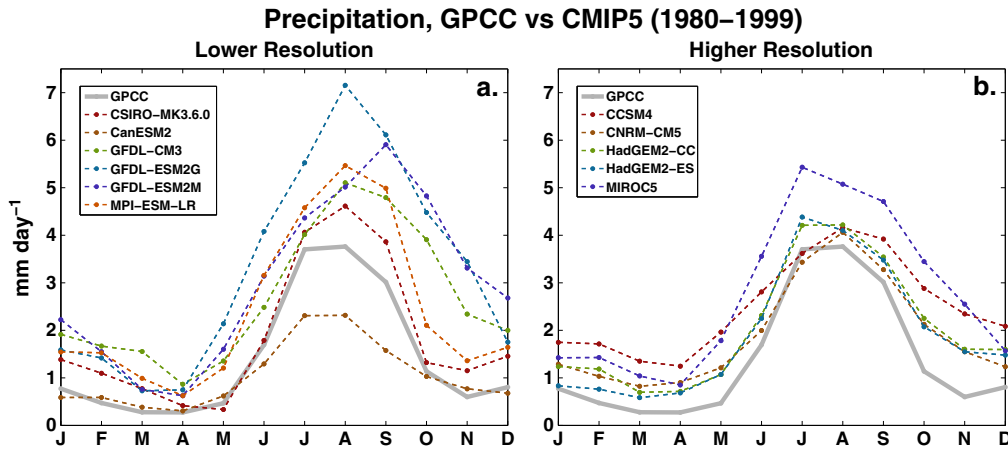 Precipitation, GPCC vs CMIP5 (1980−1999)
Lower Resolution
Higher Resolution
J F M A M J J A S O N D
J F M A M J J A S O N D
a.
b.
mm day−1
7
6
5
4
3
2
1
0
GPCC
CSIRO−MK3.6.0
CanESM2
GFDL−CM3
GFDL−ESM2G
GFDL−ESM2M
MPI−ESM−LR
7
6
5
4
3
2
1
0
GPCC
CCSM4
CNRM−CM5
HadGEM2−CC
HadGEM2−ES
MIROC5
J F M A M J J A S O N D
J F M A M J J A S O N D